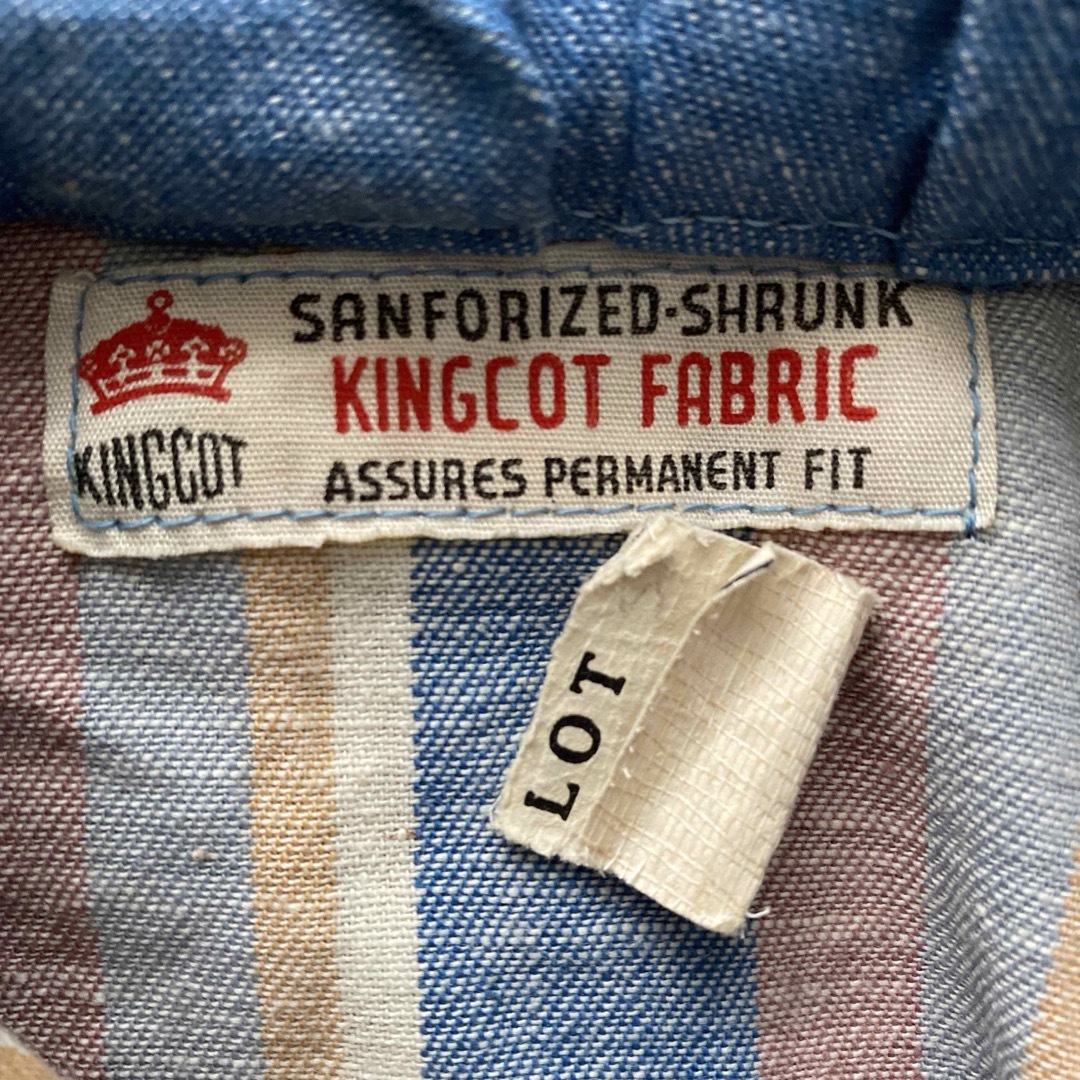 SANFORIZED-SHRUNK
KINGCOT FABRIC
ASSURES PERMANENT FIT
KINGCOT
LOT